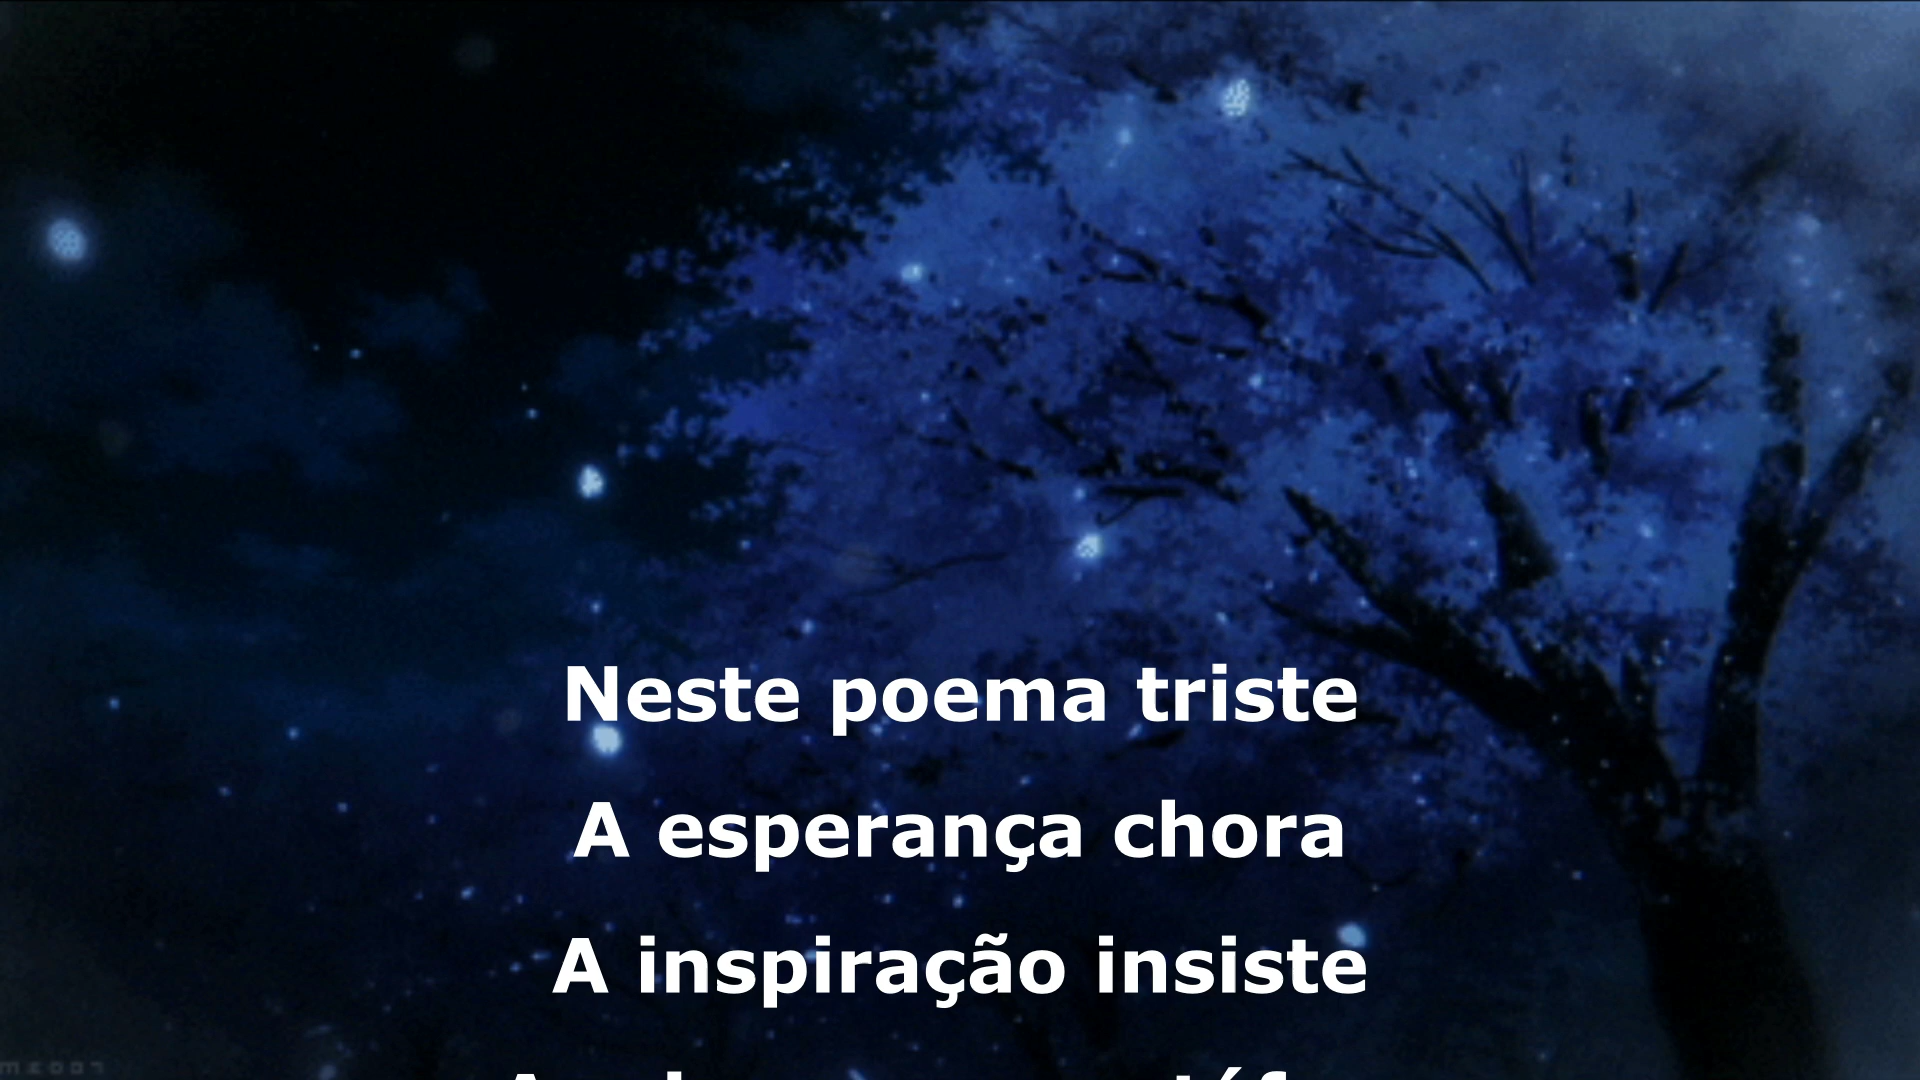 Neste poema triste
A esperança chora
A inspiração insiste